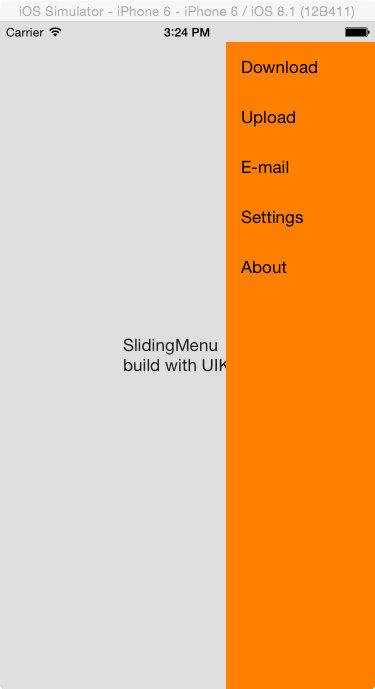 iOS Simulator - iPhone 6 - iPhone 6 / iOS 8.1 (12B411)
Carrier 3:24 PM
Download
Upload
E-mail
Settings
About
SlidingMenu
build with UIK